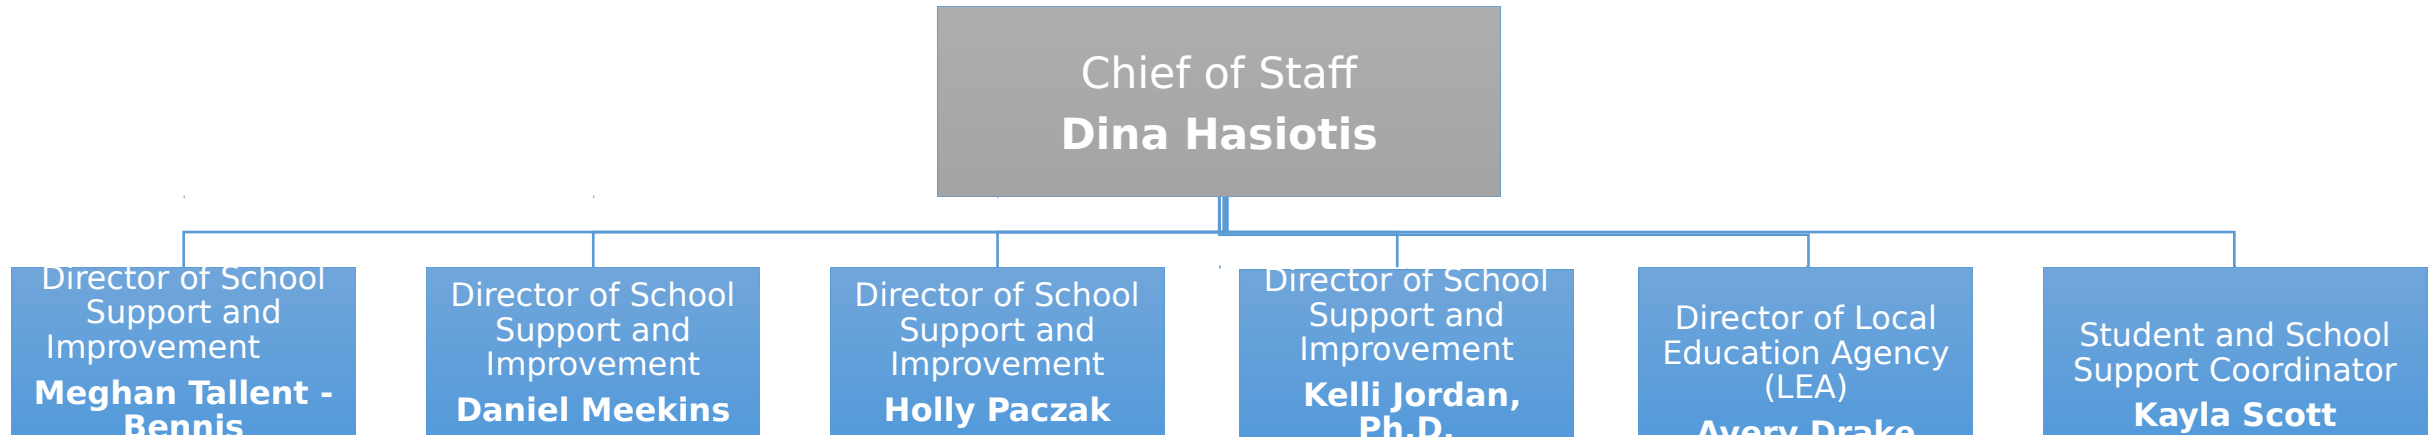 Chief of Staff
Dina Hasiotis
Director of School
Support and
Improvement
Meghan Tallent -
Bennis
Director of School
Support and
Improvement
Daniel Meekins
Director of School
Support and
Improvement
Holly Paczak
Director of School
Support and
Improvement
Kelli Jordan,
Ph.D.
Director of Local
Education Agency
(LEA)
Avery Drake
Student and School
Support Coordinator
Kayla Scott